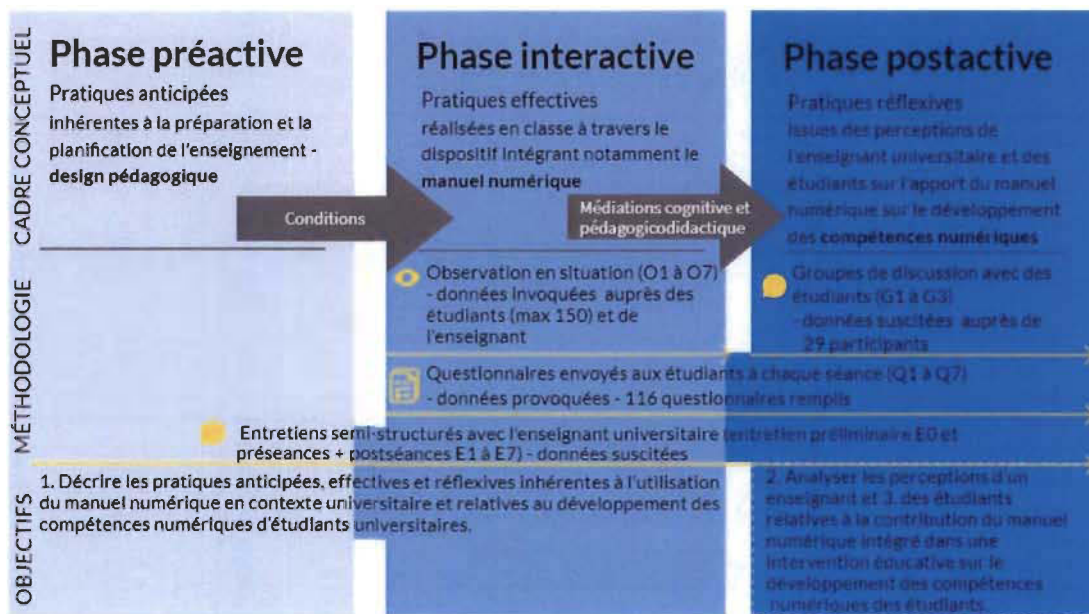 CADRE CONCEPTUEL
Phase préactive
Pratiques anticipées
inhérentes à la préparation et la
planification de l'enseignement -
design pédagogique
Conditions
Phase interactive
Pratiques effectives
réalisées en classe à travers le
dispositif intégrant notamment le
manuel numérique
Médiations cognitive et
pédagogicodidactique
Phase postactive
Pratiques réflexives
issues des perceptions de
l'enseignant universitaire et des
étudiants sur l'apport du manuel
numérique sur le développement
des compétences numériques
MÉTHODOLOGIE
Observation en situation (O1 à O7)
- données invoquées auprès des
étudiants (max 150) et de
l'enseignant
Groupes de discussion avec des
étudiants (G1 à G3)
- données suscitées auprès de
29 participants
Questionnaires envoyés aux étudiants à chaque séance (Q1 à Q7)
- données provoquées - 116 questionnaires remplis
Entretiens semi-structurés avec l'enseignant universitaire (entretien préliminaire E0 et
préséances + postséances E1 à E7) - données suscitées
OBJECTIFS
1. Décrire les pratiques anticipées, effectives et réflexives inhérentes à l'utilisation
du manuel numérique en contexte universitaire et relatives au développement des
compétences numériques d'étudiants universitaires.
2. Analyser les perceptions d'un
enseignant et 3. des étudiants
relatives à la contribution du manuel
numérique intégré dans une
intervention éducative sur le
développement des compétences
numériques des étudiants.